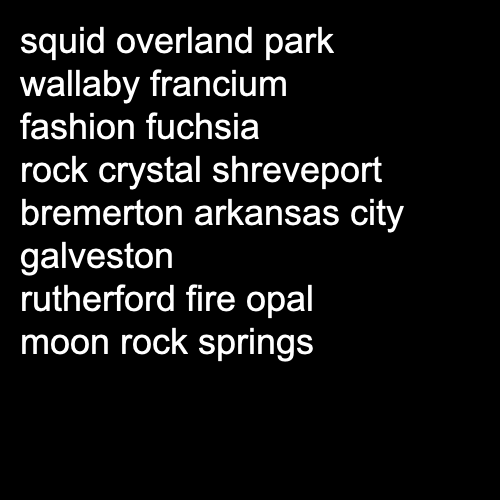 squid overland park
wallaby francium
fashion fuchsia
rock crystal shreveport
bremerton arkansas city
galveston
rutherford fire opal
moon rock springs